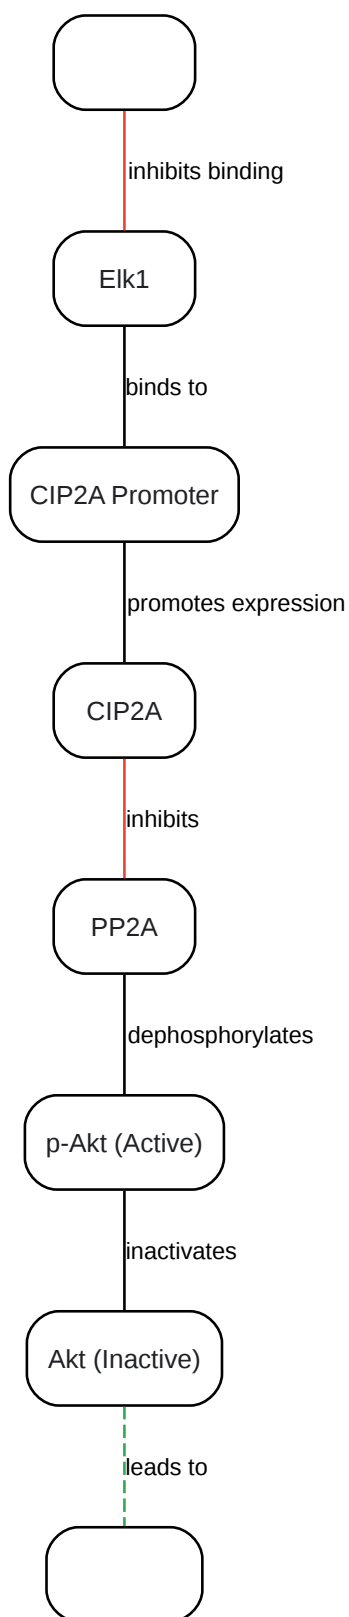 inhibits binding
Elk1
binds to
CIP2A Promoter
promotes expression
CIP2A
inhibits
PP2A
dephosphorylates
p-Akt (Active)
inactivates
Akt (Inactive)
leads to